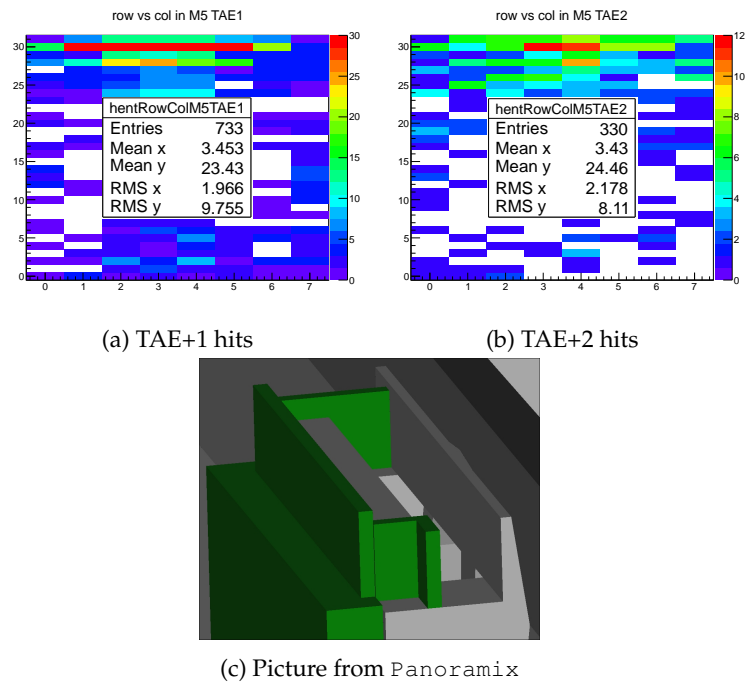 row vs col in M5 TAE1
30
25
20
15
10
5
0
0 1 2 3 4 5 6 7
30
25
20
15
10
5
0
hentRowColM5TAE1
Entries 733
Mean x 3.453
Mean y 23.43
RMS x 1.966
RMS y 9.755
row vs col in M5 TAE2
30
25
20
15
10
5
0
0 1 2 3 4 5 6 7
12
10
8
6
4
2
0
hentRowColM5TAE2
Entries 330
Mean x 3.43
Mean y 24.46
RMS x 2.178
RMS y 8.11
(a) TAE+1 hits
(b) TAE+2 hits
(c) Picture from Panoramix